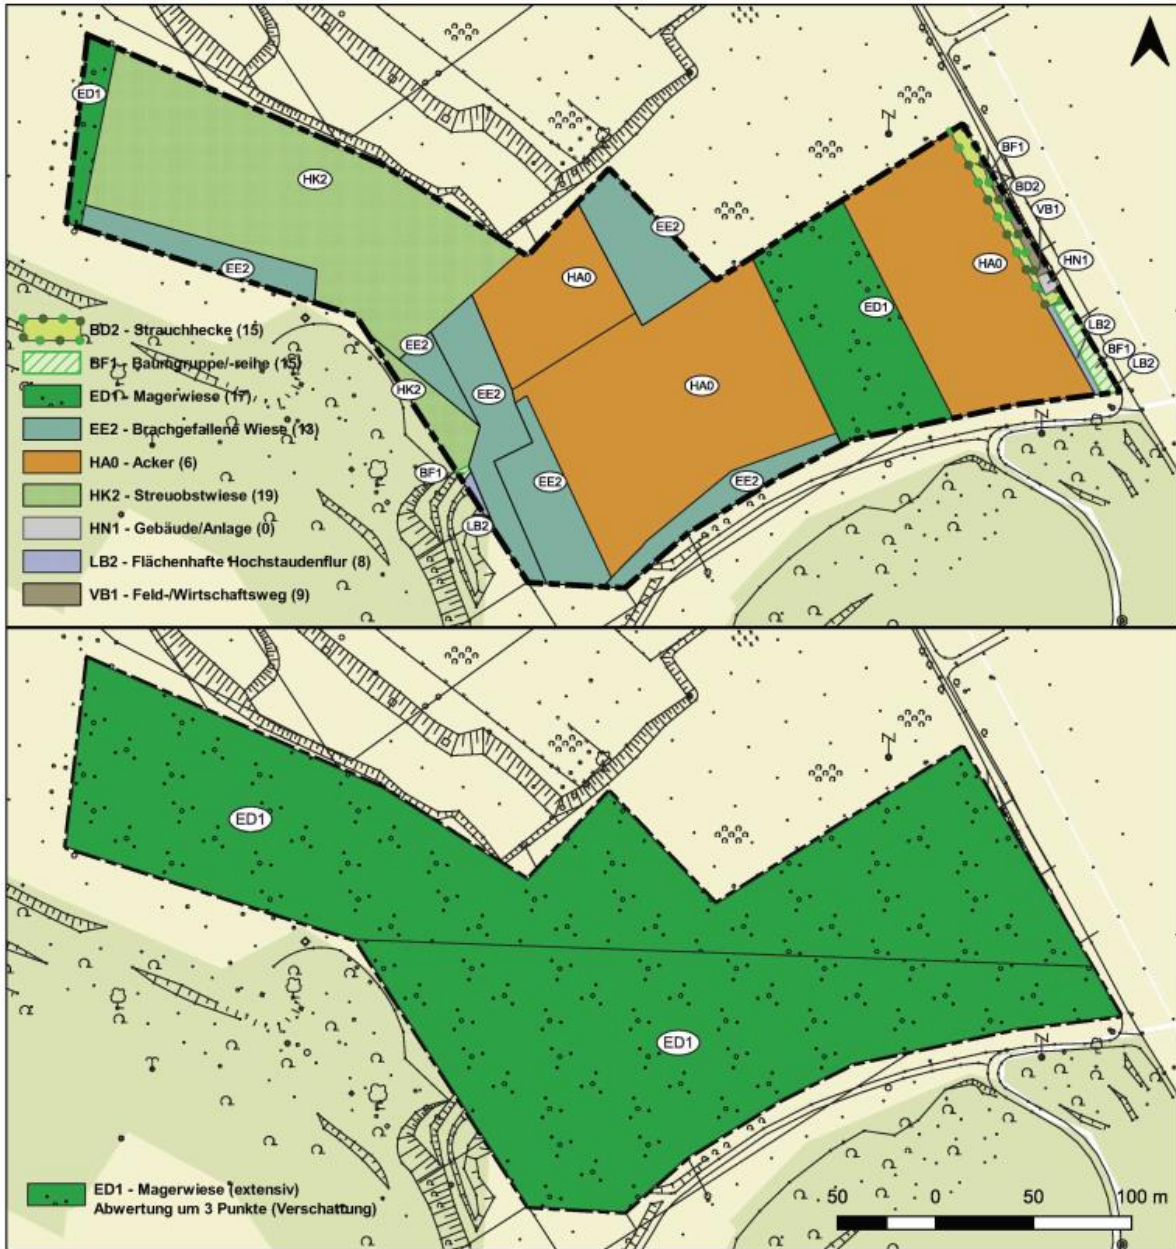 ED1
HK2
EE2
EE2
HA0
HA0
ED1
HA0
BF1
BD2
VB1
HN1
LB2
BF1
LB2
EE2
HK2
EE2
EE2
EE2
BF1
LB2
BD2 - Strauchhecke (15)
BF1 - Baumgruppe/-reihe (15)
ED1 - Magerwiese (17)
EE2 - Brachgefallene Wiese (13)
HA0 - Acker (6)
HK2 - Streuobstwiese (19)
HN1 - Gebäude/Anlage (0)
LB2 - Flächenhafte Hochstaudenflur (8)
VB1 - Feld-/Wirtschaftsweg (9)
ED1
ED1
ED1 - Magerwiese (extensiv)
Abwertung um 3 Punkte (Verschattung)
50 0 50 100 m